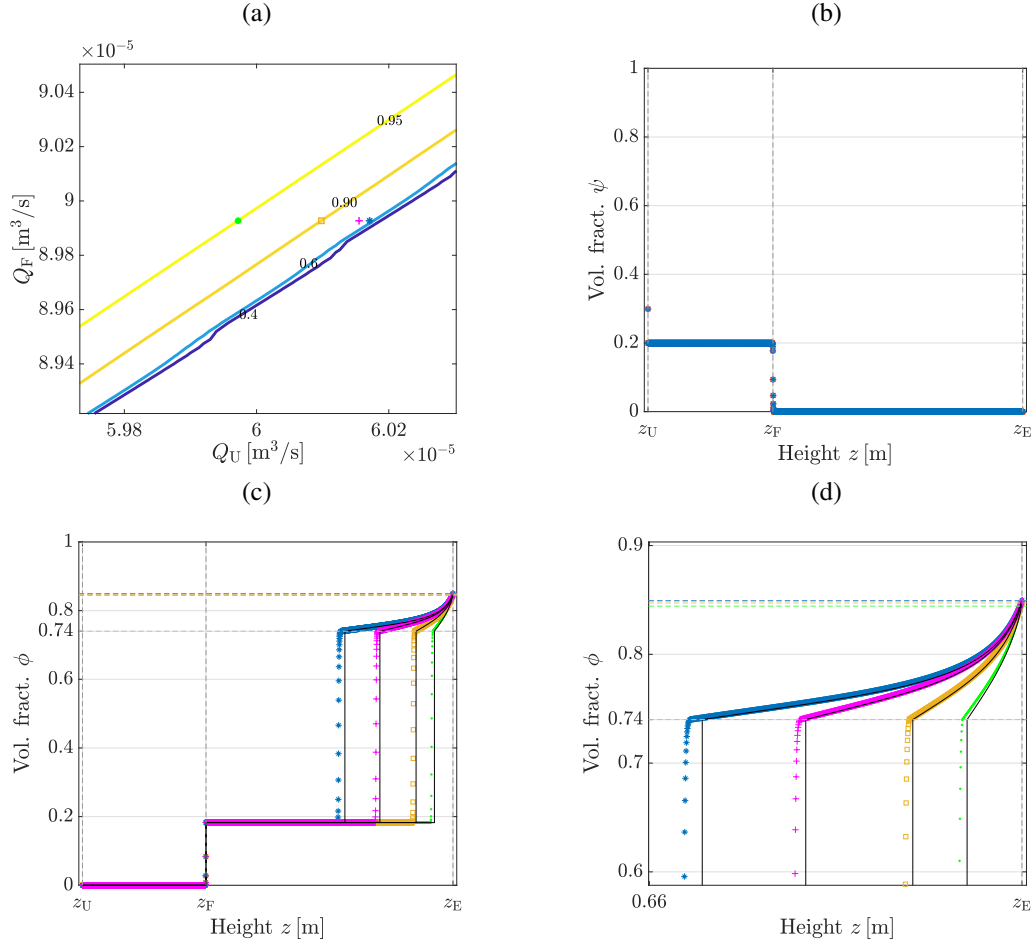 (a)
×10⁻⁵
9.04
9.02
9
8.98
8.96
8.94
Q_F [m³/s]
0.95
0.90
0.6
0.4
5.98
6
6.02
Q_U [m³/s]
×10⁻⁵
(b)
1
0.8
0.6
0.4
0.2
0
Vol. fract. ψ
z_U
z_F
z_E
Height z [m]
(c)
1
0.8
0.74
0.6
0.4
0.2
0
Vol. fract. ϕ
z_U
z_F
z_E
Height z [m]
(d)
0.9
0.8
0.74
0.7
0.6
Vol. fract. ϕ
0.66
z_E
Height z [m]